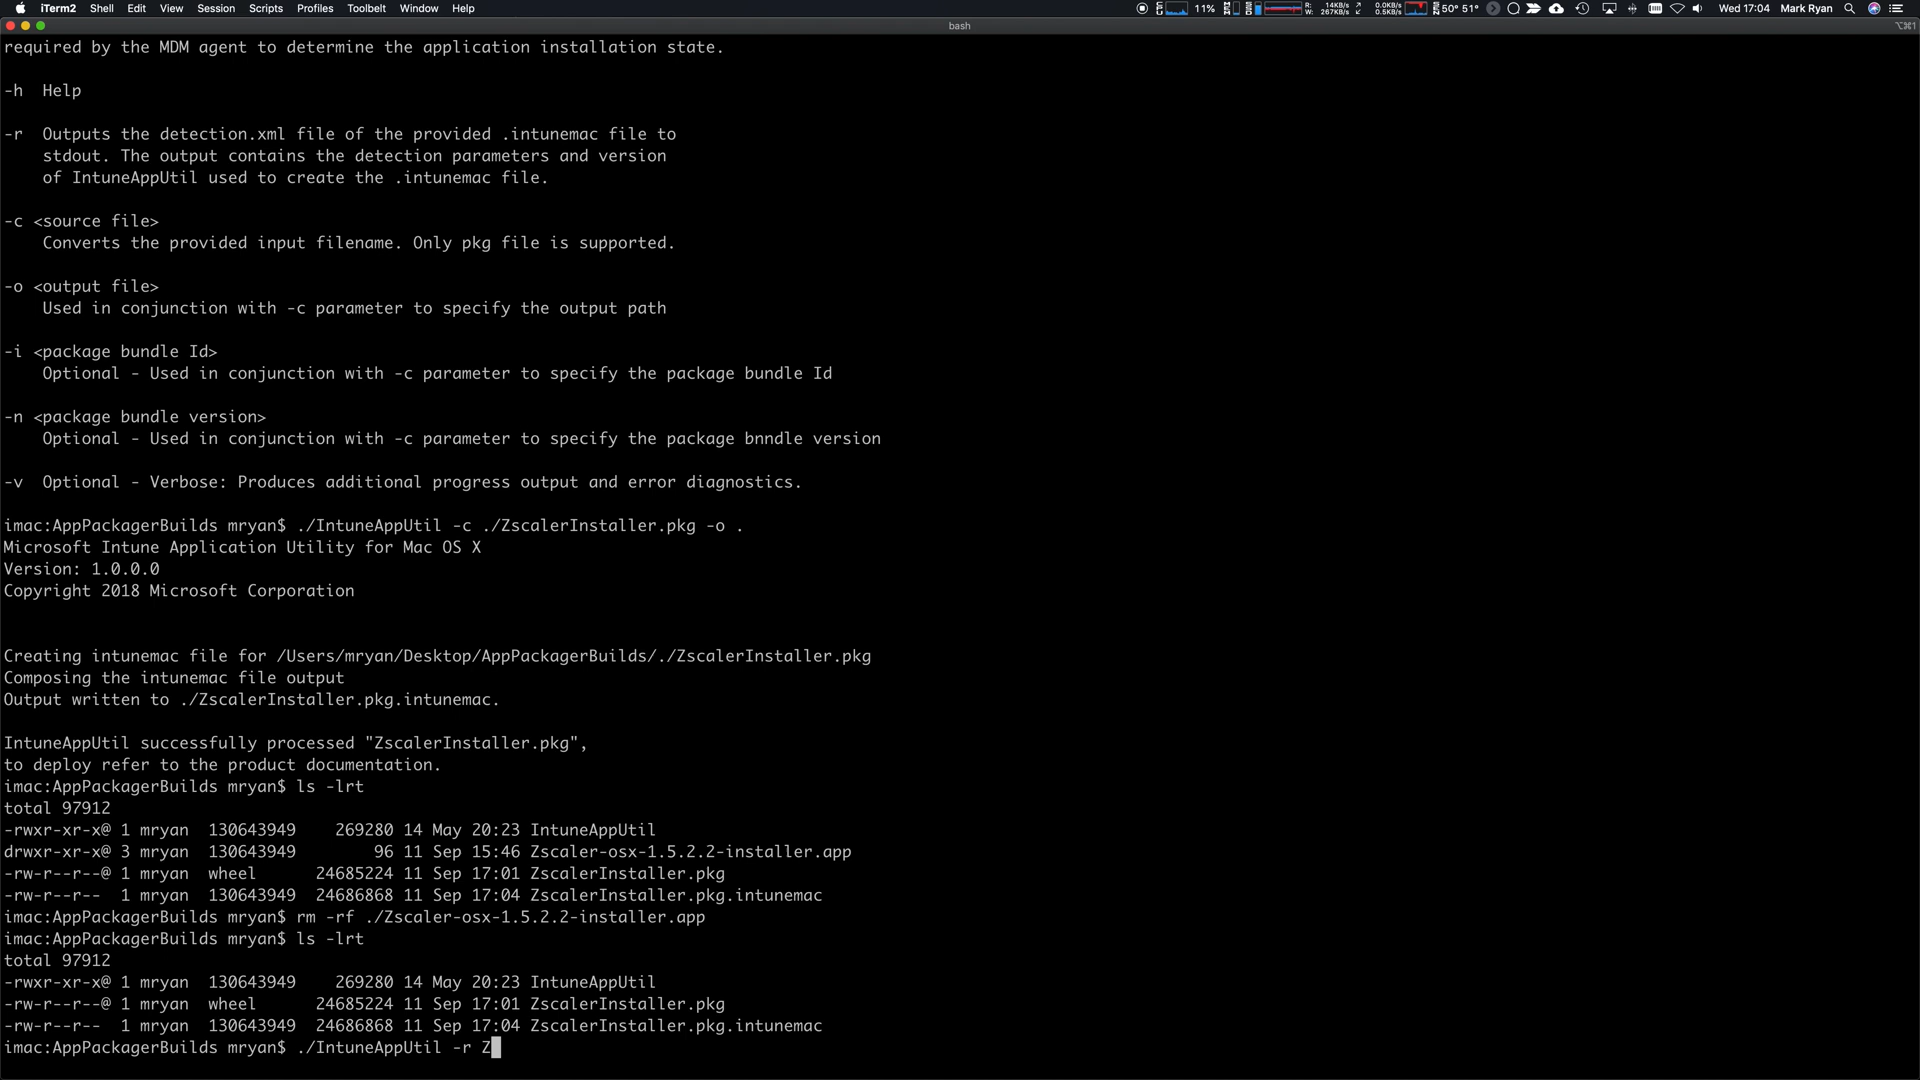 iTerm2 Shell Edit View Session Scripts Profiles Toolbelt Window Help 11% R: 14KB/s W: 267KB/s 0.0KB/s 0.5KB/s 50° 51° Wed 17:04 Mark Ryan
bash ⌥⌘1
required by the MDM agent to determine the application installation state.
-h Help
-r Outputs the detection.xml file of the provided .intunemac file to
stdout. The output contains the detection parameters and version
of IntuneAppUtil used to create the .intunemac file.
-c <source file>
Converts the provided input filename. Only pkg file is supported.
-o <output file>
Used in conjunction with -c parameter to specify the output path
-i <package bundle Id>
Optional - Used in conjunction with -c parameter to specify the package bundle Id
-n <package bundle version>
Optional - Used in conjunction with -c parameter to specify the package bnndle version
-v Optional - Verbose: Produces additional progress output and error diagnostics.
imac:AppPackagerBuilds mryan$ ./IntuneAppUtil -c ./ZscalerInstaller.pkg -o .
Microsoft Intune Application Utility for Mac OS X
Version: 1.0.0.0
Copyright 2018 Microsoft Corporation
Creating intunemac file for /Users/mryan/Desktop/AppPackagerBuilds/./ZscalerInstaller.pkg
Composing the intunemac file output
Output written to ./ZscalerInstaller.pkg.intunemac.
IntuneAppUtil successfully processed "ZscalerInstaller.pkg",
to deploy refer to the product documentation.
imac:AppPackagerBuilds mryan$ ls -lrt
total 97912
-rwxr-xr-x@ 1 mryan 130643949 269280 14 May 20:23 IntuneAppUtil
drwxr-xr-x@ 3 mryan 130643949 96 11 Sep 15:46 Zscaler-osx-1.5.2.2-installer.app
-rw-r--r--@ 1 mryan wheel 24685224 11 Sep 17:01 ZscalerInstaller.pkg
-rw-r--r-- 1 mryan 130643949 24686868 11 Sep 17:04 ZscalerInstaller.pkg.intunemac
imac:AppPackagerBuilds mryan$ rm -rf ./Zscaler-osx-1.5.2.2-installer.app
imac:AppPackagerBuilds mryan$ ls -lrt
total 97912
-rwxr-xr-x@ 1 mryan 130643949 269280 14 May 20:23 IntuneAppUtil
-rw-r--r--@ 1 mryan wheel 24685224 11 Sep 17:01 ZscalerInstaller.pkg
-rw-r--r-- 1 mryan 130643949 24686868 11 Sep 17:04 ZscalerInstaller.pkg.intunemac
imac:AppPackagerBuilds mryan$ ./IntuneAppUtil -r Z